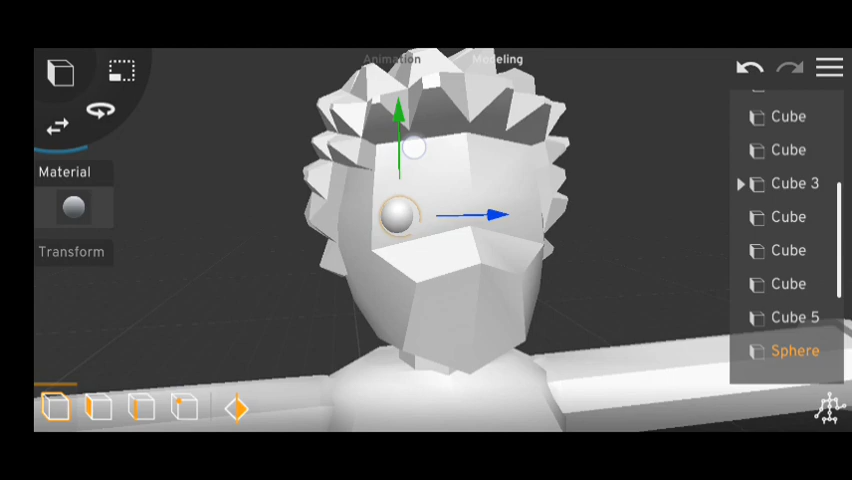 Animation
Modeling
Material
Transform
Cube
Cube
Cube 3
Cube
Cube
Cube
Cube 5
Sphere